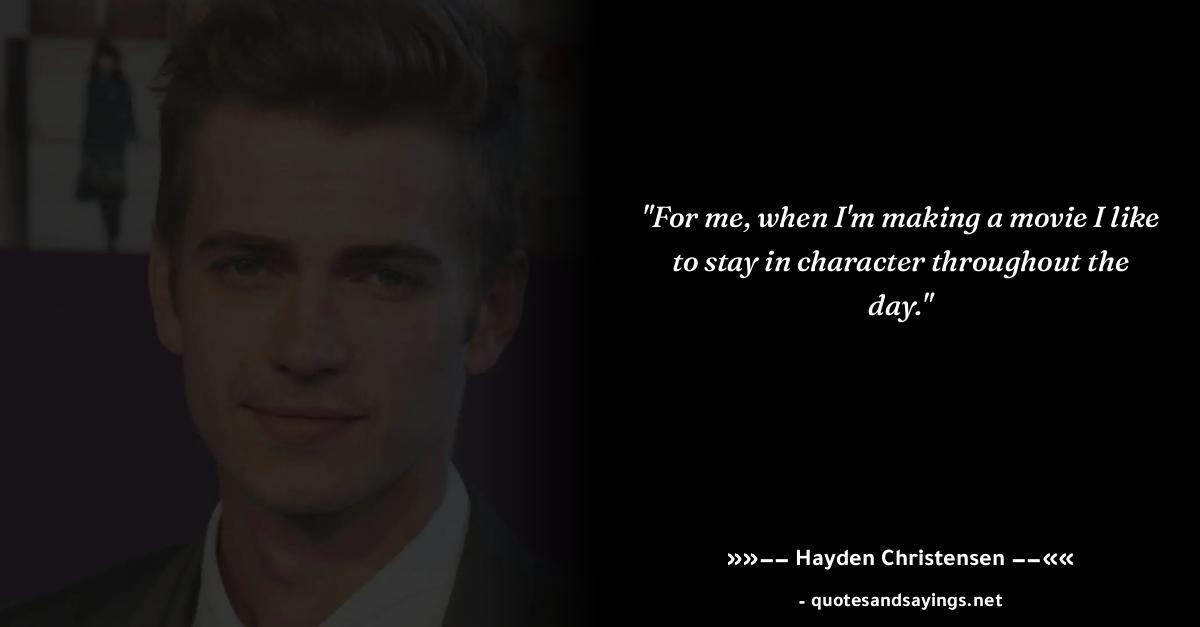 "For me, when I'm making a movie I like
to stay in character throughout the
day."
»»−− Hayden Christensen −−««
- quotesandsayings.net